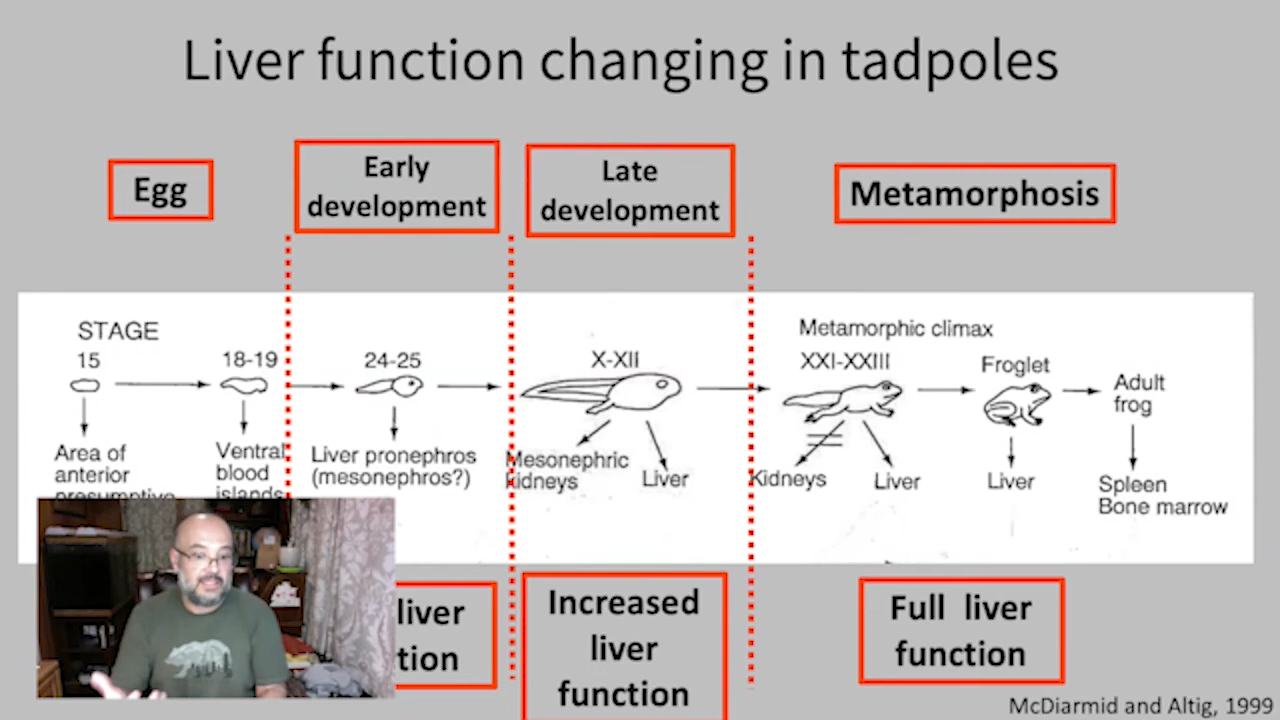 Liver function changing in tadpoles
Egg
Early
development
Late
development
Metamorphosis
STAGE
15
18-19
24-25
X-XII
Metamorphic climax
XXI-XXIII
Froglet
Adult
frog
Area of
anterior
presumptive
Ventral
blood
islands
Liver pronephros
(mesonephros?)
Mesonephric
kidneys
Liver
Kidneys
Liver
Liver
Spleen
Bone marrow
liver
tion
Increased
liver
function
Full liver
function
McDiarmid and Altig, 1999